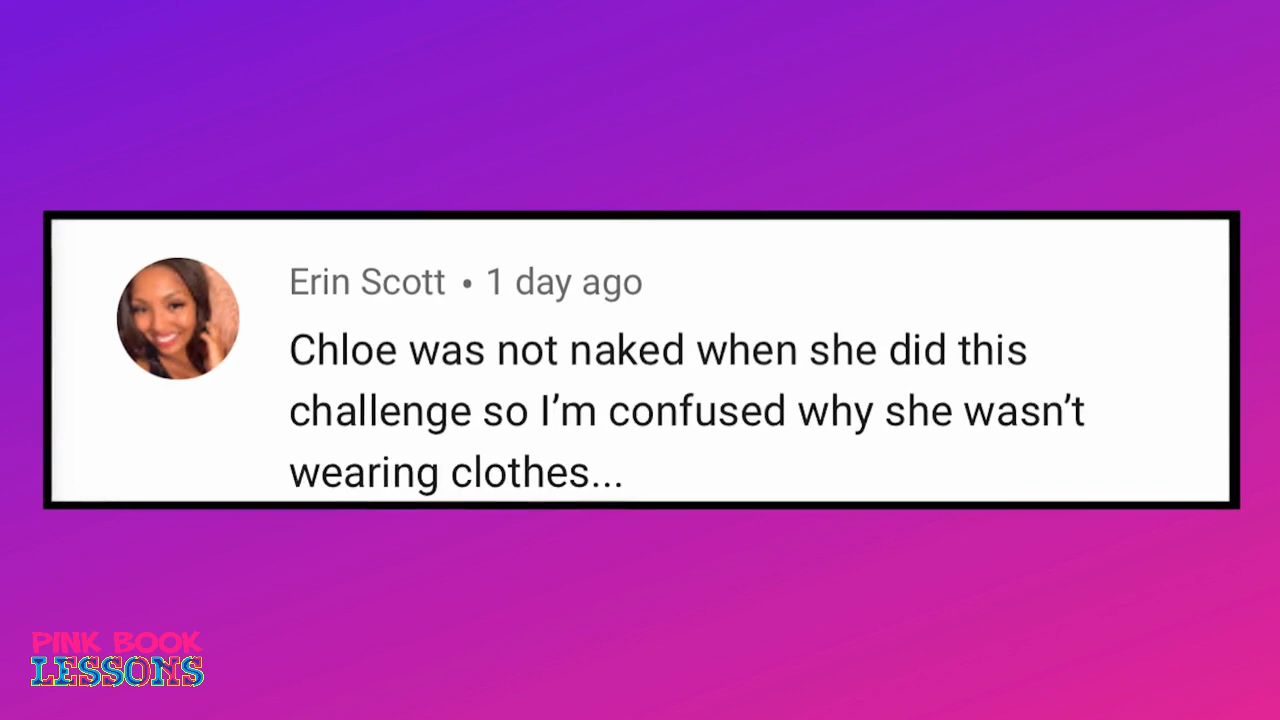 Erin Scott • 1 day ago
Chloe was not naked when she did this
challenge so I’m confused why she wasn’t
wearing clothes...
PINK BOOK
LESSONS